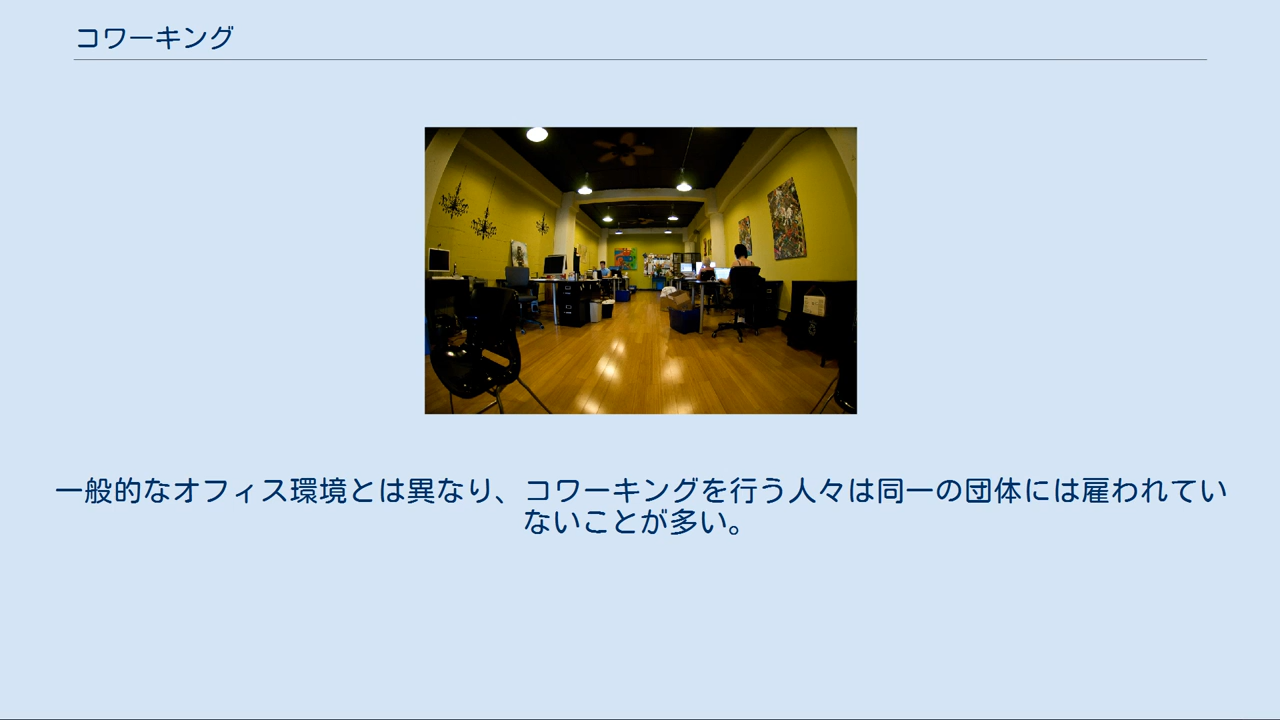 コワーキング
一般的なオフィス環境とは異なり、コワーキングを行う人々は同一の団体には雇われてい
ないことが多い。